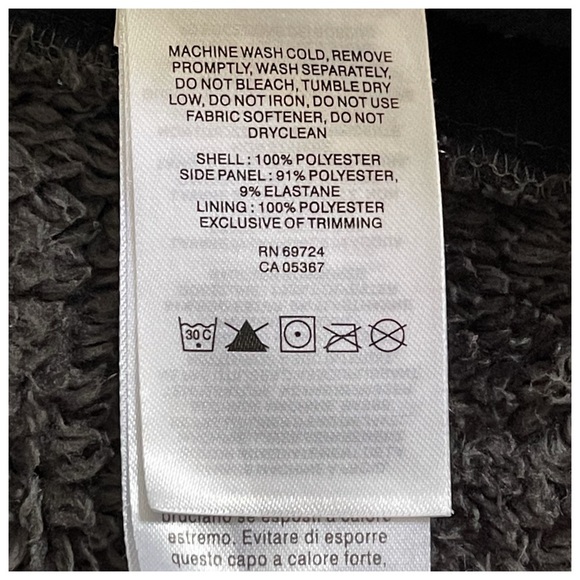 MACHINE WASH COLD, REMOVE
PROMPTLY, WASH SEPARATELY,
DO NOT BLEACH, TUMBLE DRY
LOW, DO NOT IRON, DO NOT USE
FABRIC SOFTENER, DO NOT
DRYCLEAN
SHELL : 100% POLYESTER
SIDE PANEL : 91% POLYESTER,
9% ELASTANE
LINING : 100% POLYESTER
EXCLUSIVE OF TRIMMING
RN 69724
CA 05367
30 C
bruciano se esposti a calore
estremo. Evitare di esporre
questo capo a calore forte,